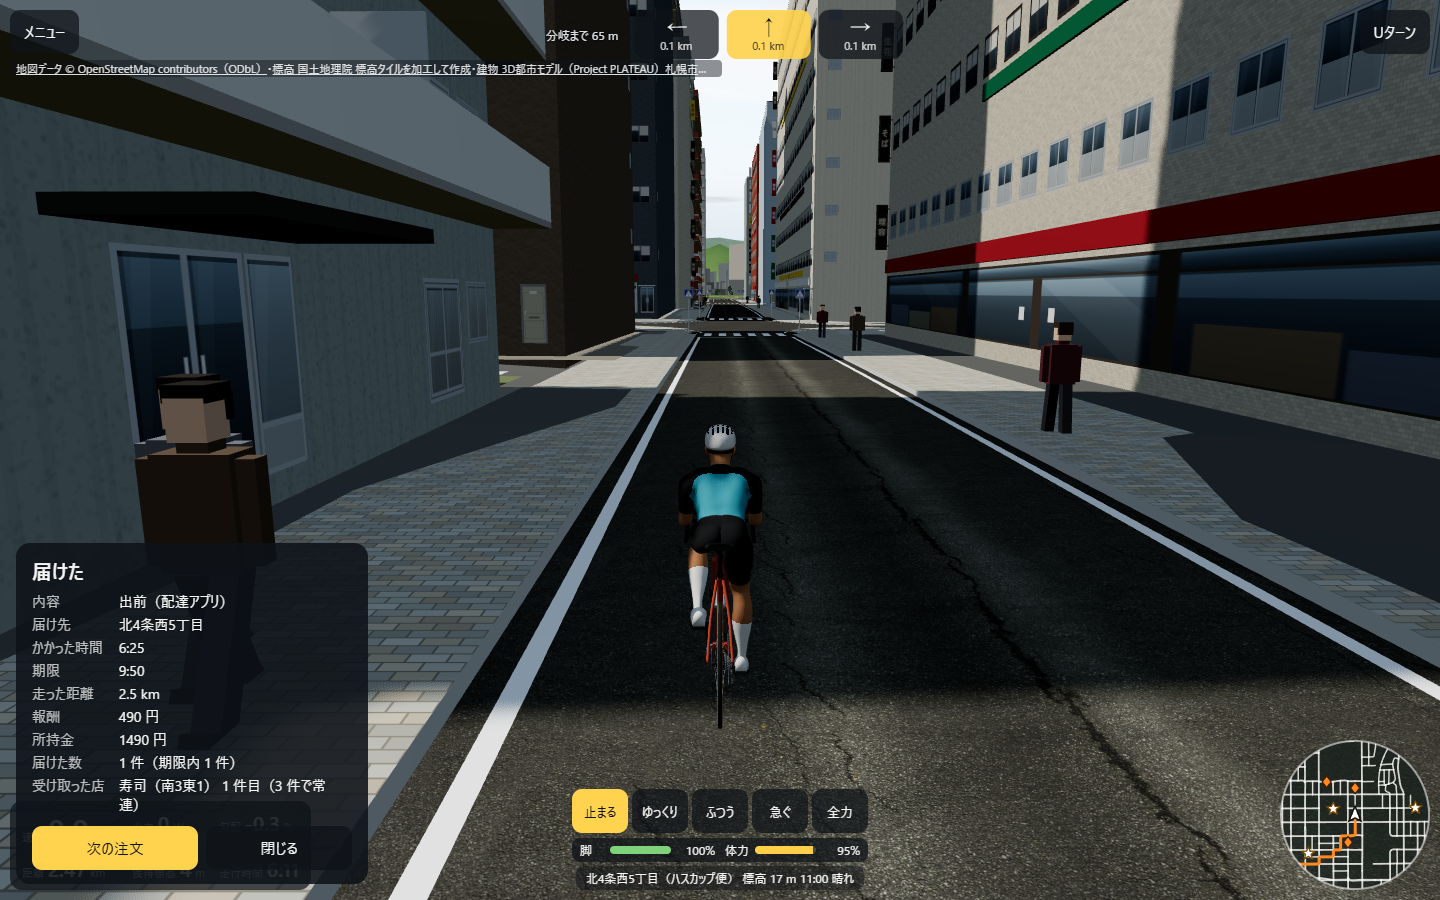 メニュー
分岐まで 65 m
← 0.1 km
↑ 0.1 km
→ 0.1 km
Uターン
地図データ © OpenStreetMap contributors（ODbL）・標高 国土地理院 標高タイルを加工して作成・建物 3D都市モデル（Project PLATEAU）札幌市...
そば
届けた
内容 出前（配達アプリ）
届け先 北4条西5丁目
かかった時間 6:25
期限 9:50
走った距離 2.5 km
報酬 490 円
所持金 1490 円
届けた数 1 件（期限内 1 件）
受け取った店 寿司（南3東1） 1 件目（3 件で常
連）
次の注文 閉じる
止まる ゆっくり ふつう 急ぐ 全力
脚 100% 体力 95%
北4条西5丁目（ハスカップ便） 標高 17 m 11:00 晴れ